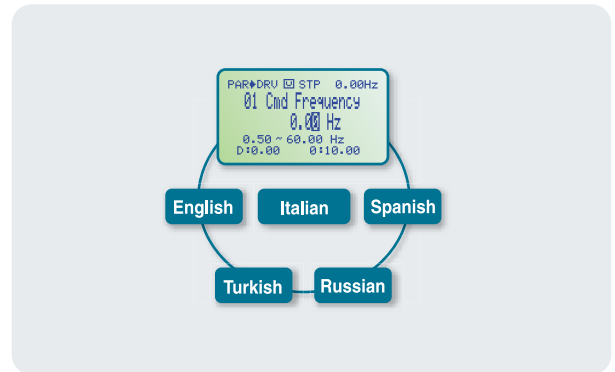 PAR➧DRV U STP 0.00Hz
01 Cmd Frequency
0.00 Hz
0.50 ~ 60.00 Hz
D:0.00 0:10.00
English Italian Spanish
Turkish Russian